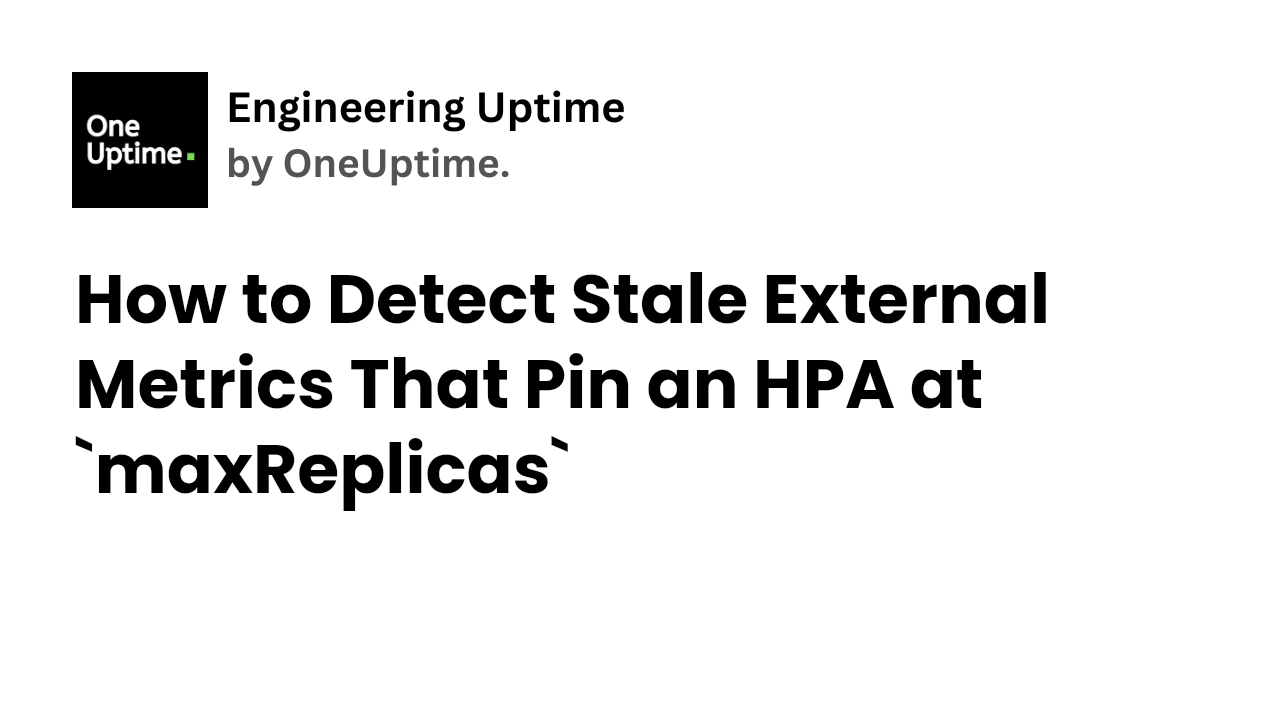 One
Uptime
Engineering Uptime
by OneUptime.
How to Detect Stale External
Metrics That Pin an HPA at
`maxReplicas`